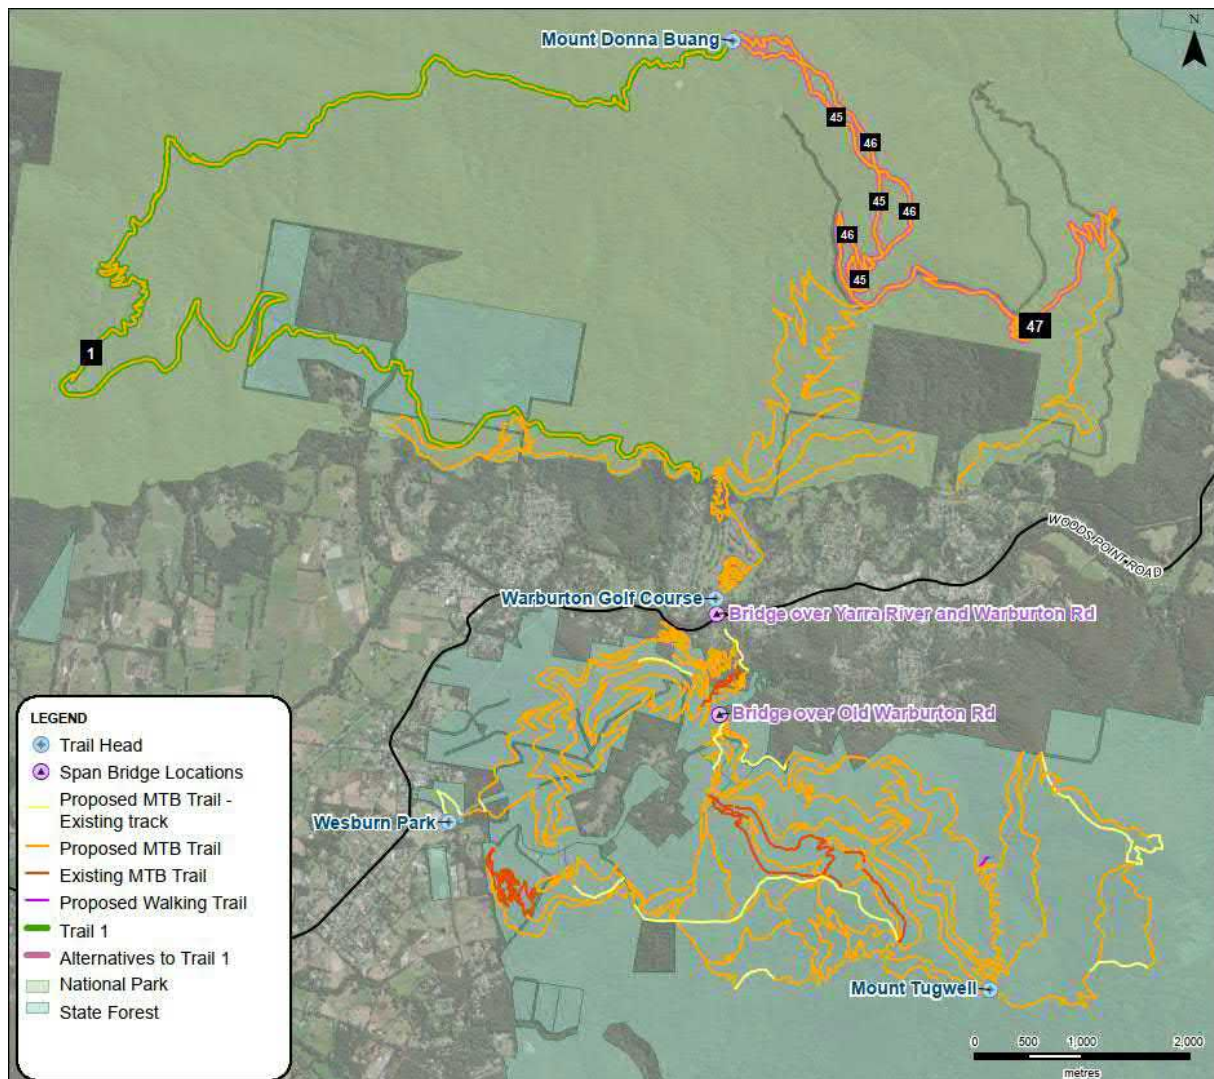 N
Mount Donna Buang
45
46
45
46
46
45
47
1
WOODS POINT ROAD
Warburton Golf Course
Bridge over Yarra River and Warburton Rd
Bridge over Old Warburton Rd
Wesburn Park
Mount Tugwell
LEGEND
Trail Head
Span Bridge Locations
Proposed MTB Trail -
Existing track
Proposed MTB Trail
Existing MTB Trail
Proposed Walking Trail
Trail 1
Alternatives to Trail 1
National Park
State Forest
0 500 1,000 2,000
metres